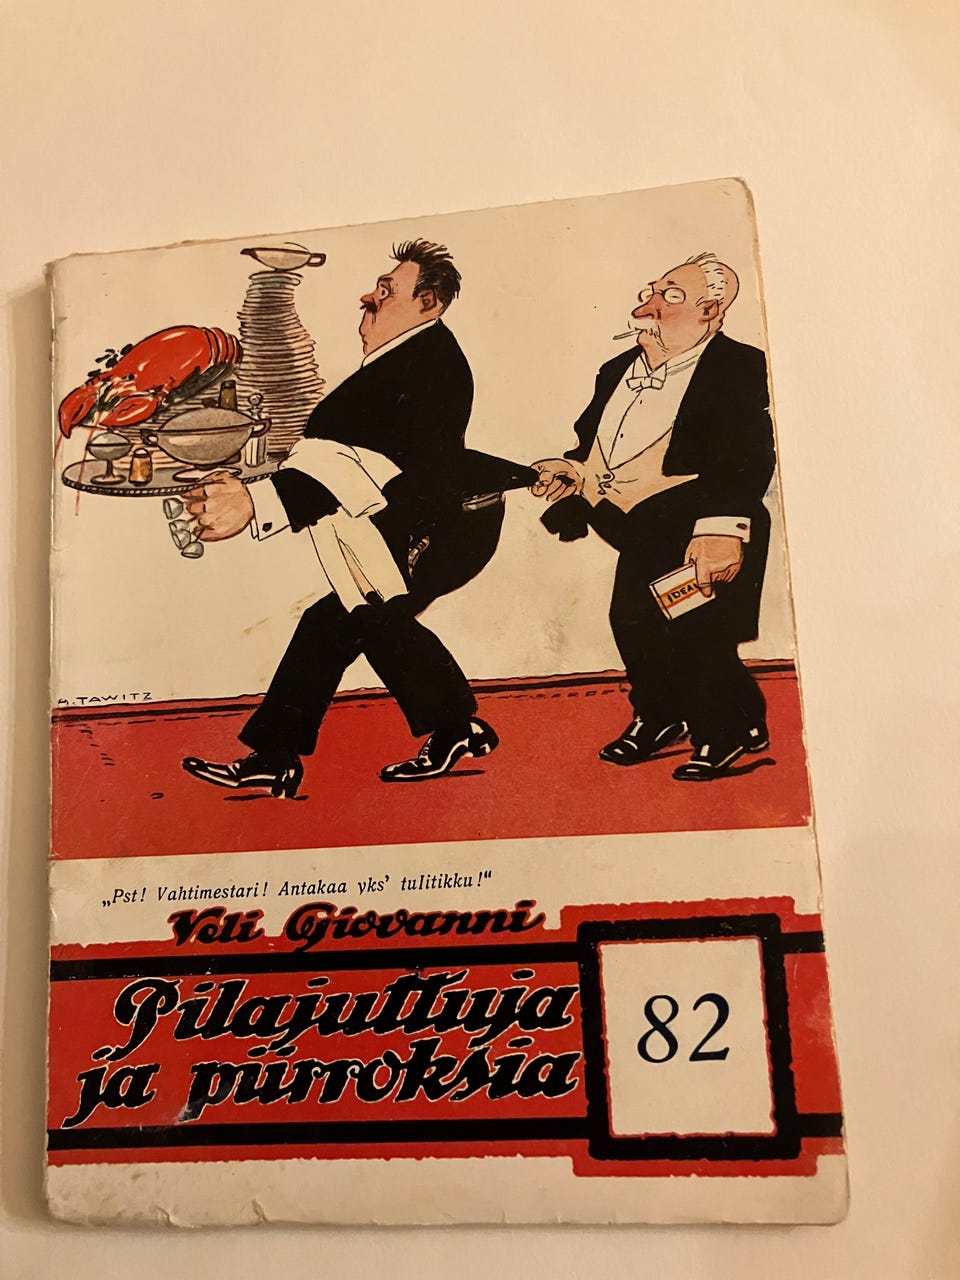 IDEAL
A. TAWITZ
„Pst! Vahtimestari! Antakaa yks' tulitikku!“
Veli Giovanni
Pilajuttuja
ja piirroksia
82